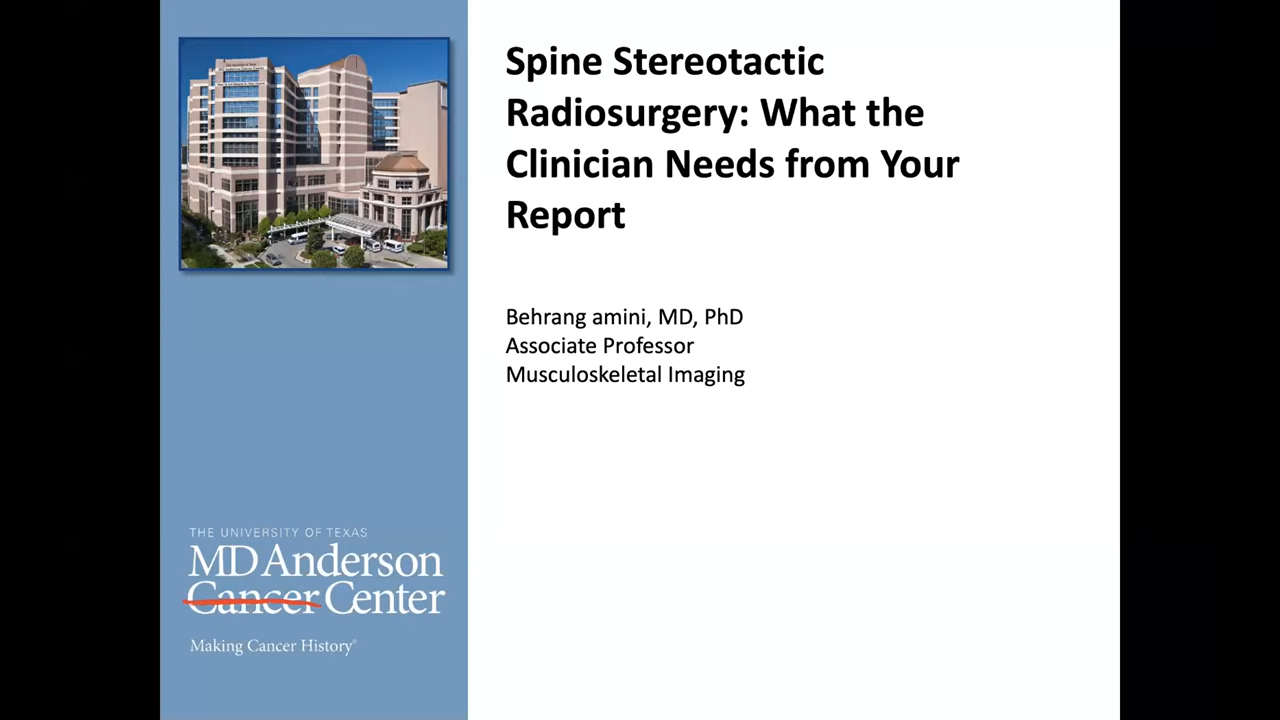 Spine Stereotactic
Radiosurgery: What the
Clinician Needs from Your
Report
Behrang amini, MD, PhD
Associate Professor
Musculoskeletal Imaging
THE UNIVERSITY OF TEXAS
MD Anderson
Cancer Center
Making Cancer History®